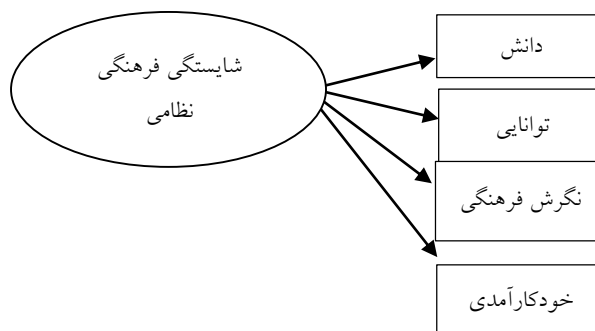 شایستگی فرهنگی
نظامی
دانش
توانایی
نگرش فرهنگی
خودکارآمدی